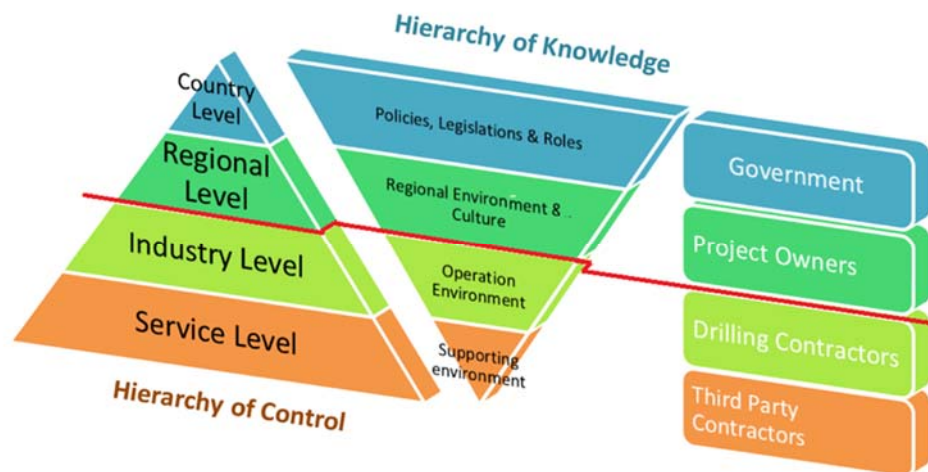 Hierarchy of Knowledge
Country
Level
Regional
Level
Industry Level
Service Level
Hierarchy of Control
Policies, Legislations & Roles
Regional Environment & ..
Culture
Operation
Environment
Supporting
environment
Government
Project Owners
Drilling Contractors
Third Party
Contractors